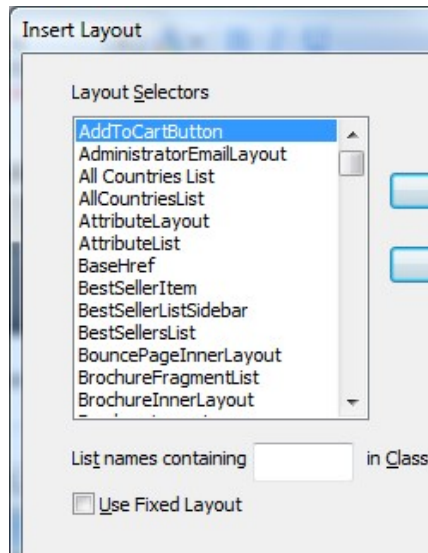 Insert Layout
Layout Selectors
AddToCartButton
AdministratorEmailLayout
All Countries List
AllCountriesList
AttributeLayout
AttributeList
BaseHref
BestSellerItem
BestSellerListSidebar
BestSellersList
BouncePageInnerLayout
BrochureFragmentList
BrochureInnerLayout
List names containing in Class
Use Fixed Layout